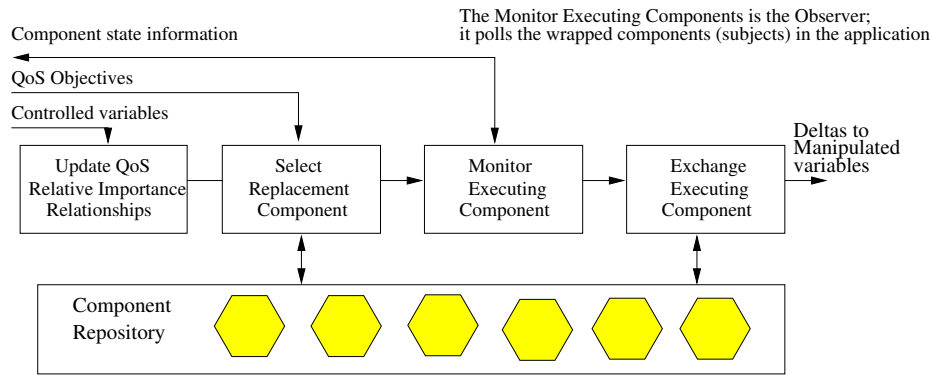 The Monitor Executing Components is the Observer;
it polls the wrapped components (subjects) in the application
Component state information
QoS Objectives
Controlled variables
Update QoS
Relative Importance
Relationships
Select
Replacement
Component
Monitor
Executing
Component
Exchange
Executing
Component
Deltas to
Manipulated
variables
Component
Repository